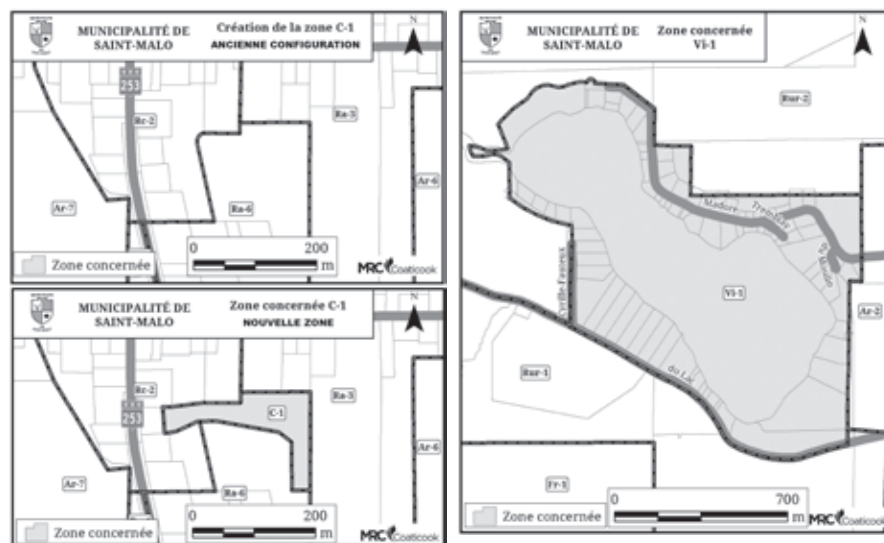 MUNICIPALITÉ DE
SAINT-MALO
Création de la zone C-1
ANCIENNE CONFIGURATION
N
253
Rc-2
Ra-3
Ar-7
Ra-6
Ar-6
Zone concernée
0 200
m
MRC Coaticook
MUNICIPALITÉ DE
SAINT-MALO
Zone concernée C-1
NOUVELLE ZONE
N
Rc-2
253
C-1
Ra-3
Ar-7
Ra-6
Ar-6
Zone concernée
0 200
m
MRC Coaticook
MUNICIPALITÉ DE
SAINT-MALO
Zone concernée
Vi-1
N
Rur-2
Madore
Tremblay
Cyrille-Fauteux
Vi-1
Ar-2
Rur-1
du Lac
Fr-1
Zone concernée
0 700
m
MRC Coaticook